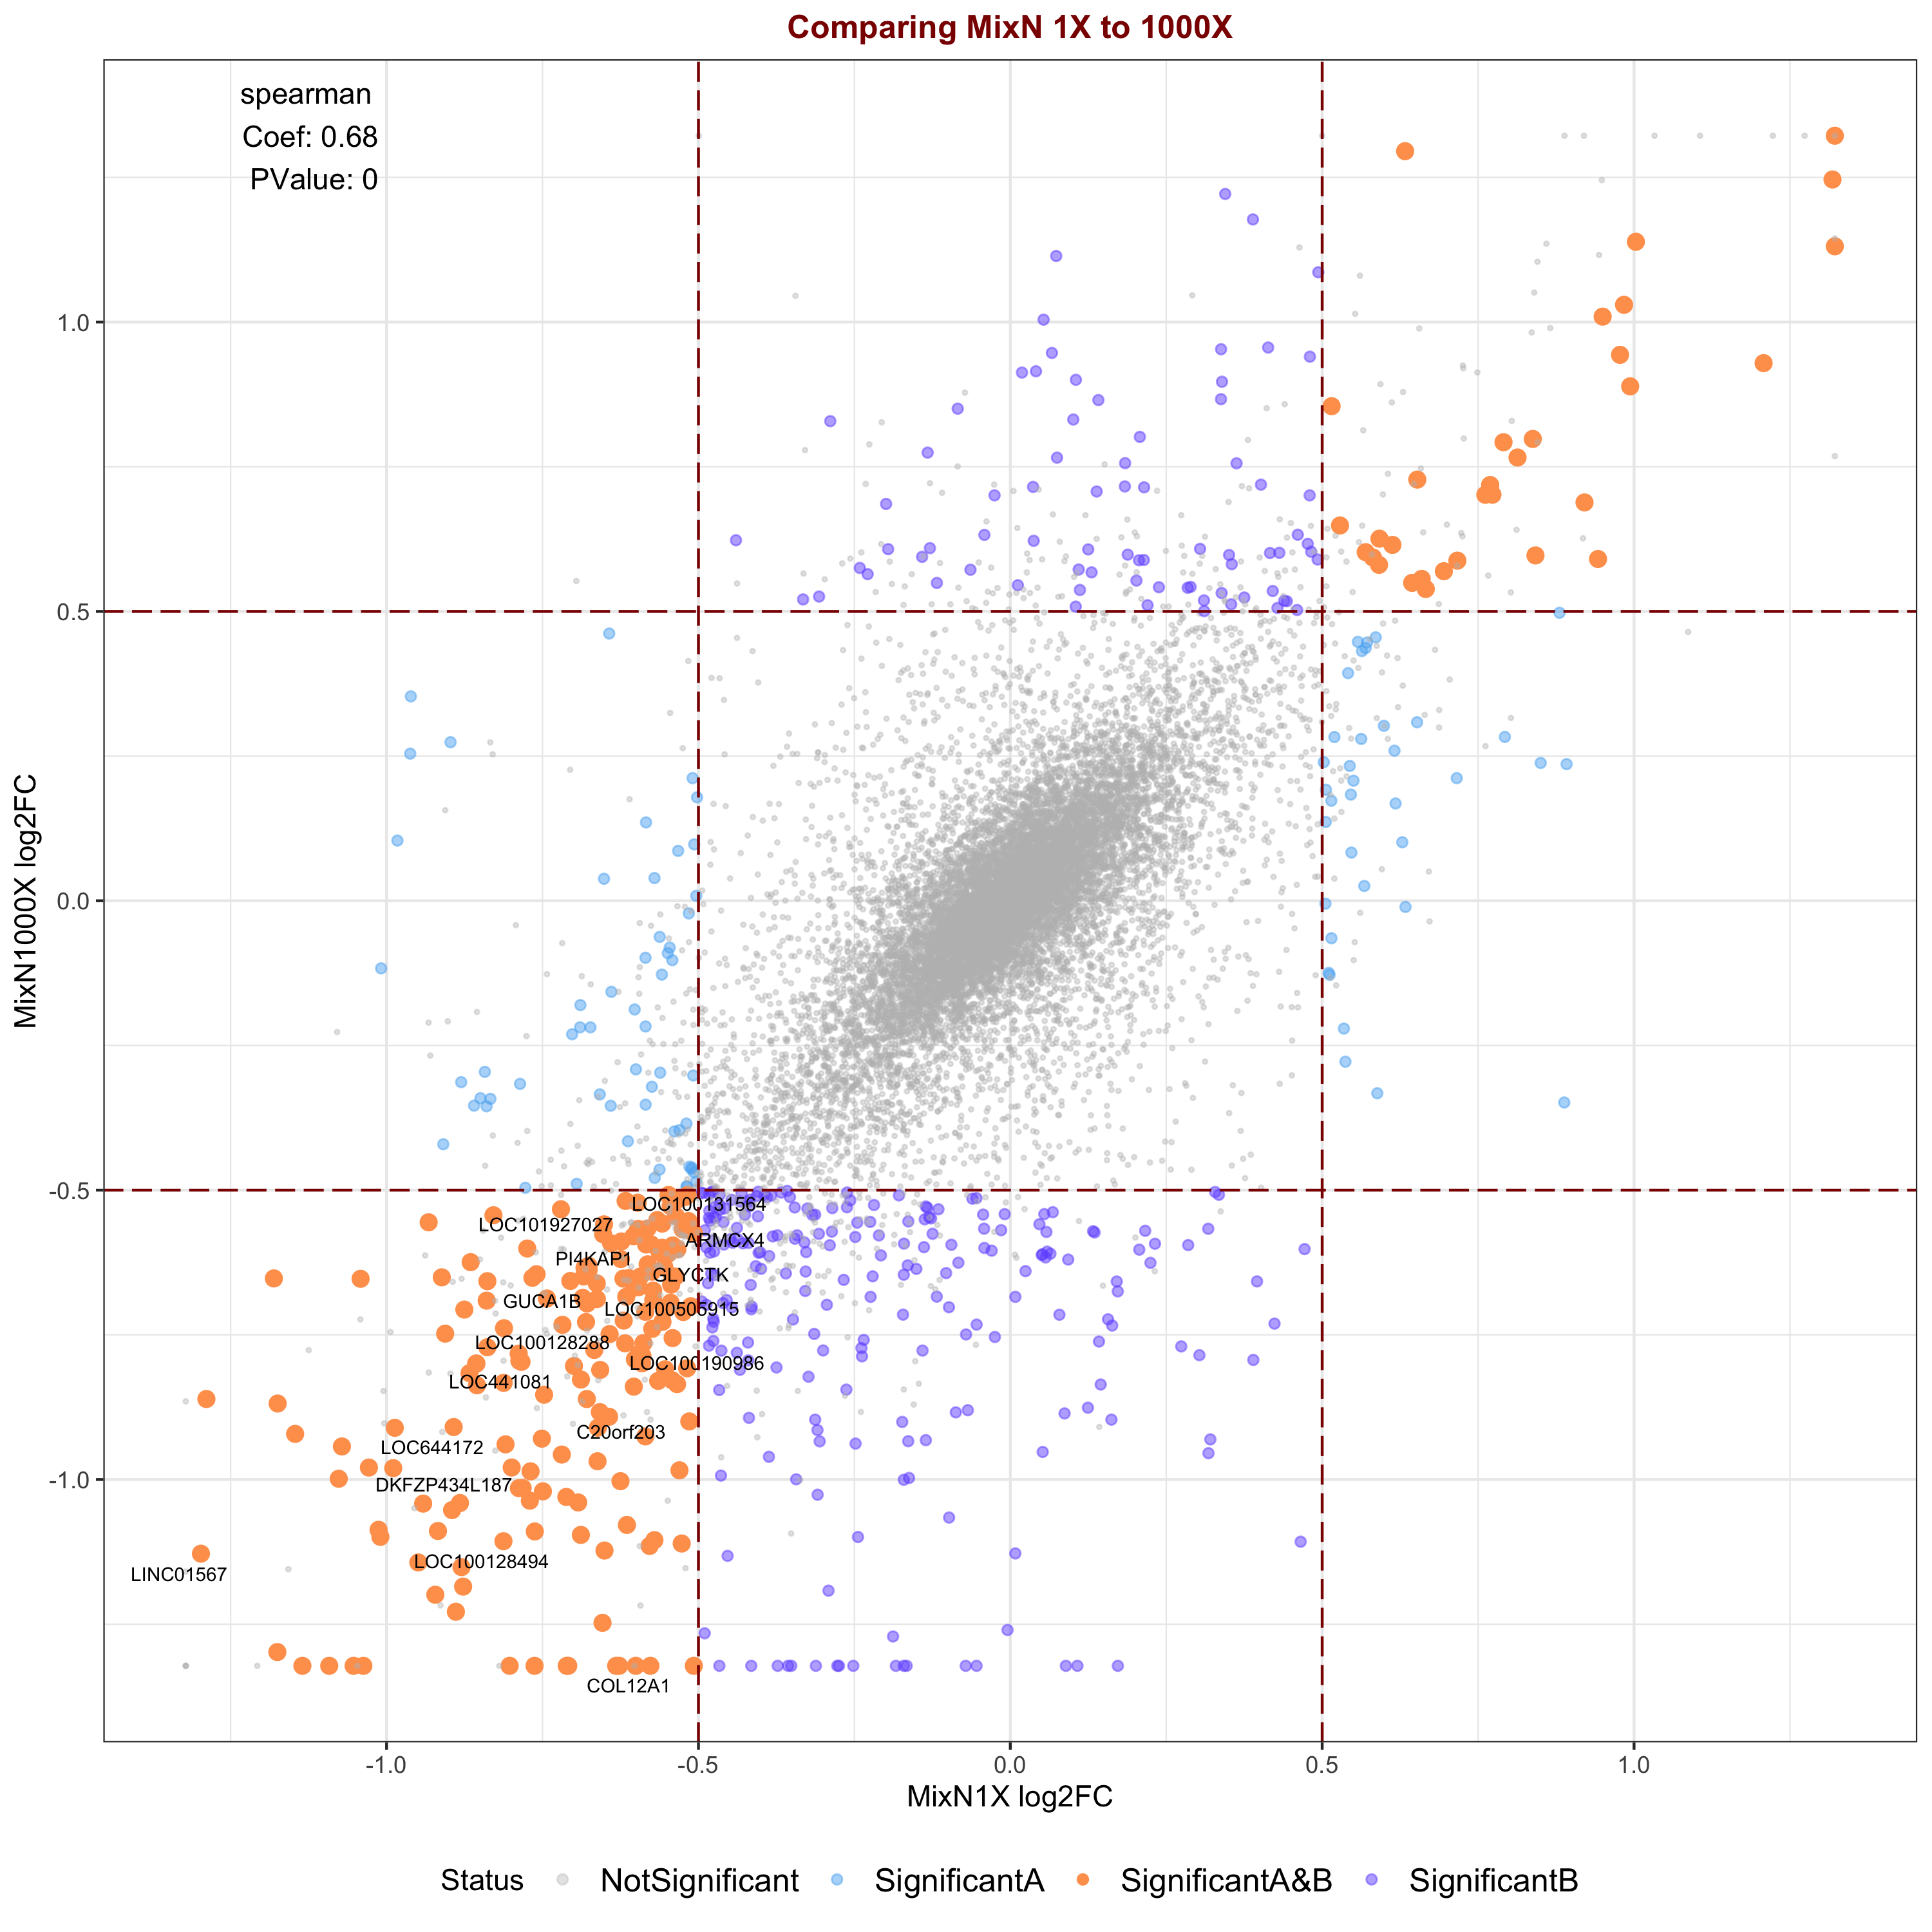 Comparing MixN 1X to 1000X
spearman
Coef: 0.68
PValue: 0
1.0
0.5
0.0
-0.5
-1.0
MixN1000X log2FC
LOC100131564
LOC101927027
ARMCX4
PI4KAP1
GLYCTK
GUCA1B
LOC100505915
LOC100128288
LOC100190986
LOC441081
C20orf203
LOC644172
DKFZP434L187
LOC100128494
LINC01567
COL12A1
-1.0 -0.5 0.0 0.5 1.0
MixN1X log2FC
Status NotSignificant SignificantA SignificantA&B SignificantB